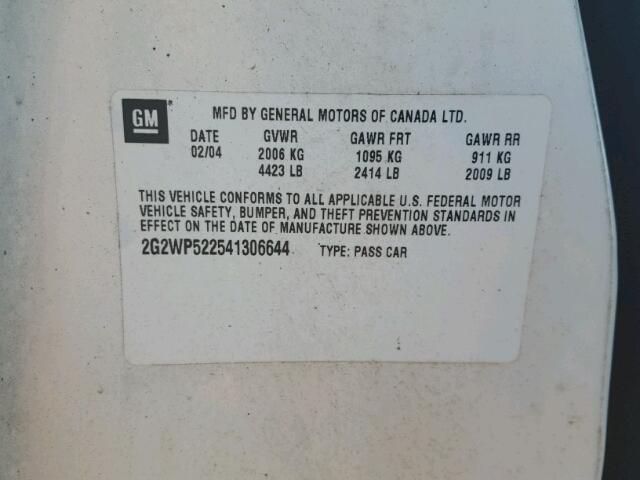 GM MFD BY GENERAL MOTORS OF CANADA LTD.
DATE GVWR GAWR FRT GAWR RR
02/04 2006 KG 1095 KG 911 KG
4423 LB 2414 LB 2009 LB
THIS VEHICLE CONFORMS TO ALL APPLICABLE U.S. FEDERAL MOTOR
VEHICLE SAFETY, BUMPER, AND THEFT PREVENTION STANDARDS IN
EFFECT ON THE DATE OF MANUFACTURE SHOWN ABOVE.
2G2WP522541306644 TYPE: PASS CAR